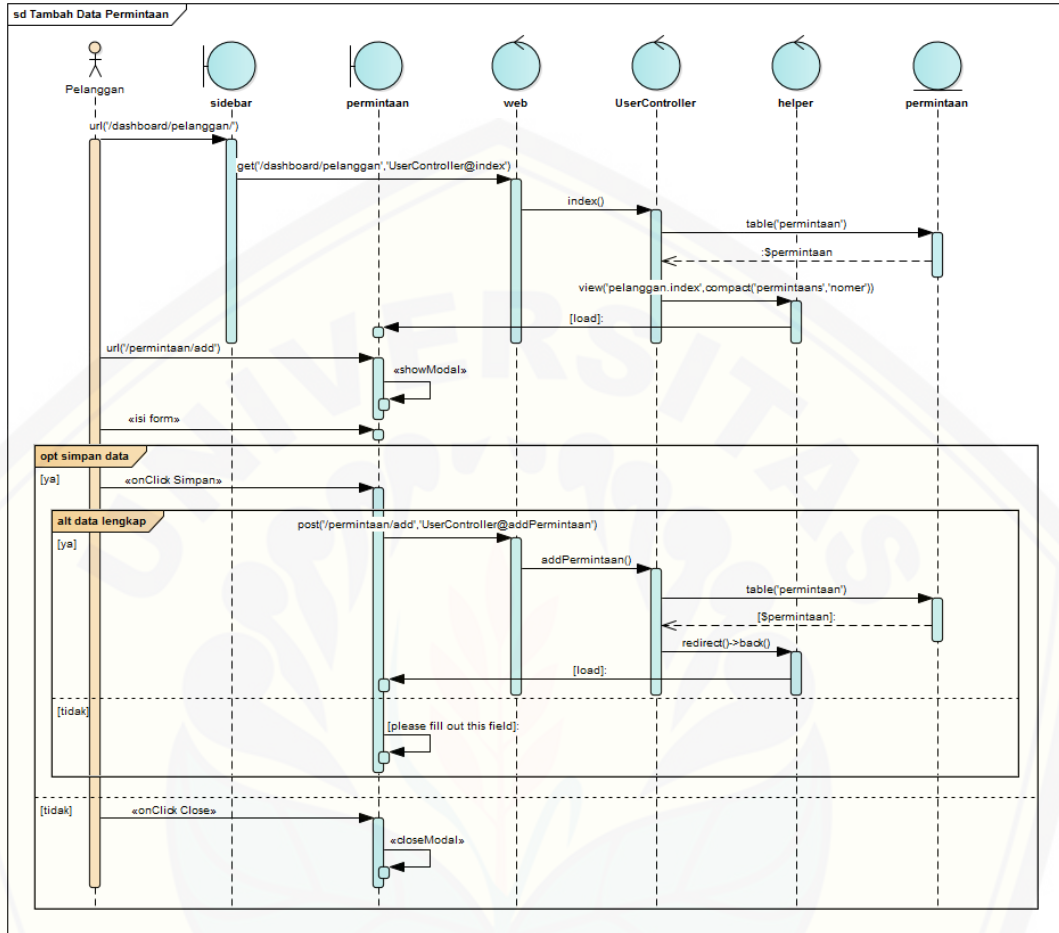 sd Tambah Data Permintaan
Pelanggan
sidebar
permintaan
web
UserController
helper
permintaan
url('/dashboard/pelanggan/')
get('/dashboard/pelanggan','UserController@index')
index()
table('permintaan')
:$permintaan
view('pelanggan.index',compact('permintaans','nomer'))
[load]:
url('/permintaan/add')
«showModal»
«isi form»
opt simpan data
[ya]
«onClick Simpan»
alt data lengkap
post('/permintaan/add','UserController@addPermintaan')
[ya]
addPermintaan()
table('permintaan')
[$permintaan]:
redirect()->back()
[load]:
[tidak]
[please fill out this field]:
[tidak]
«onClick Close»
«closeModal»
UNIVERSITAS